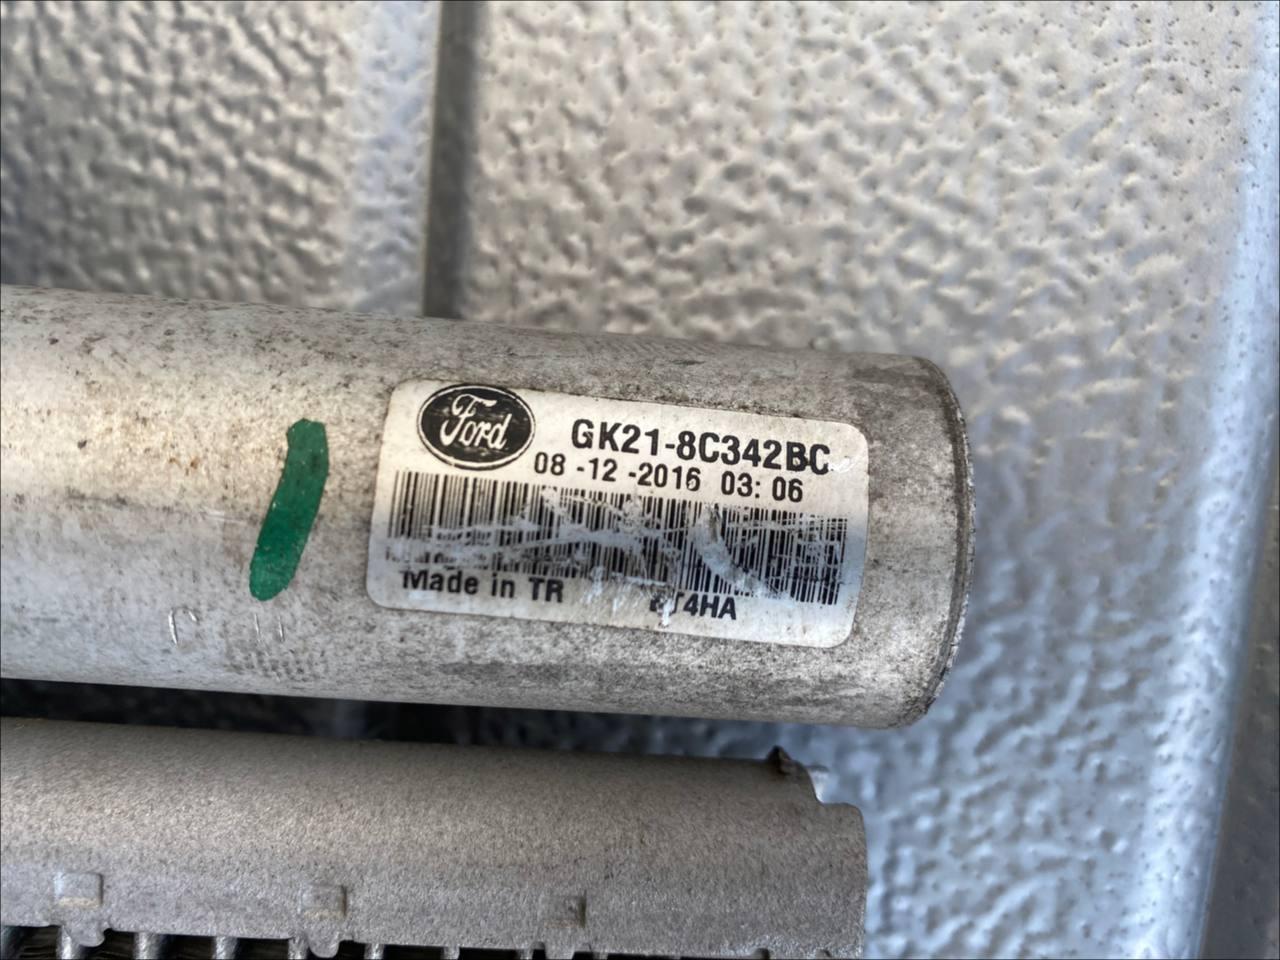 Ford
GK21-8C342BC
08 -12 -2016 03: 06
Made in TR